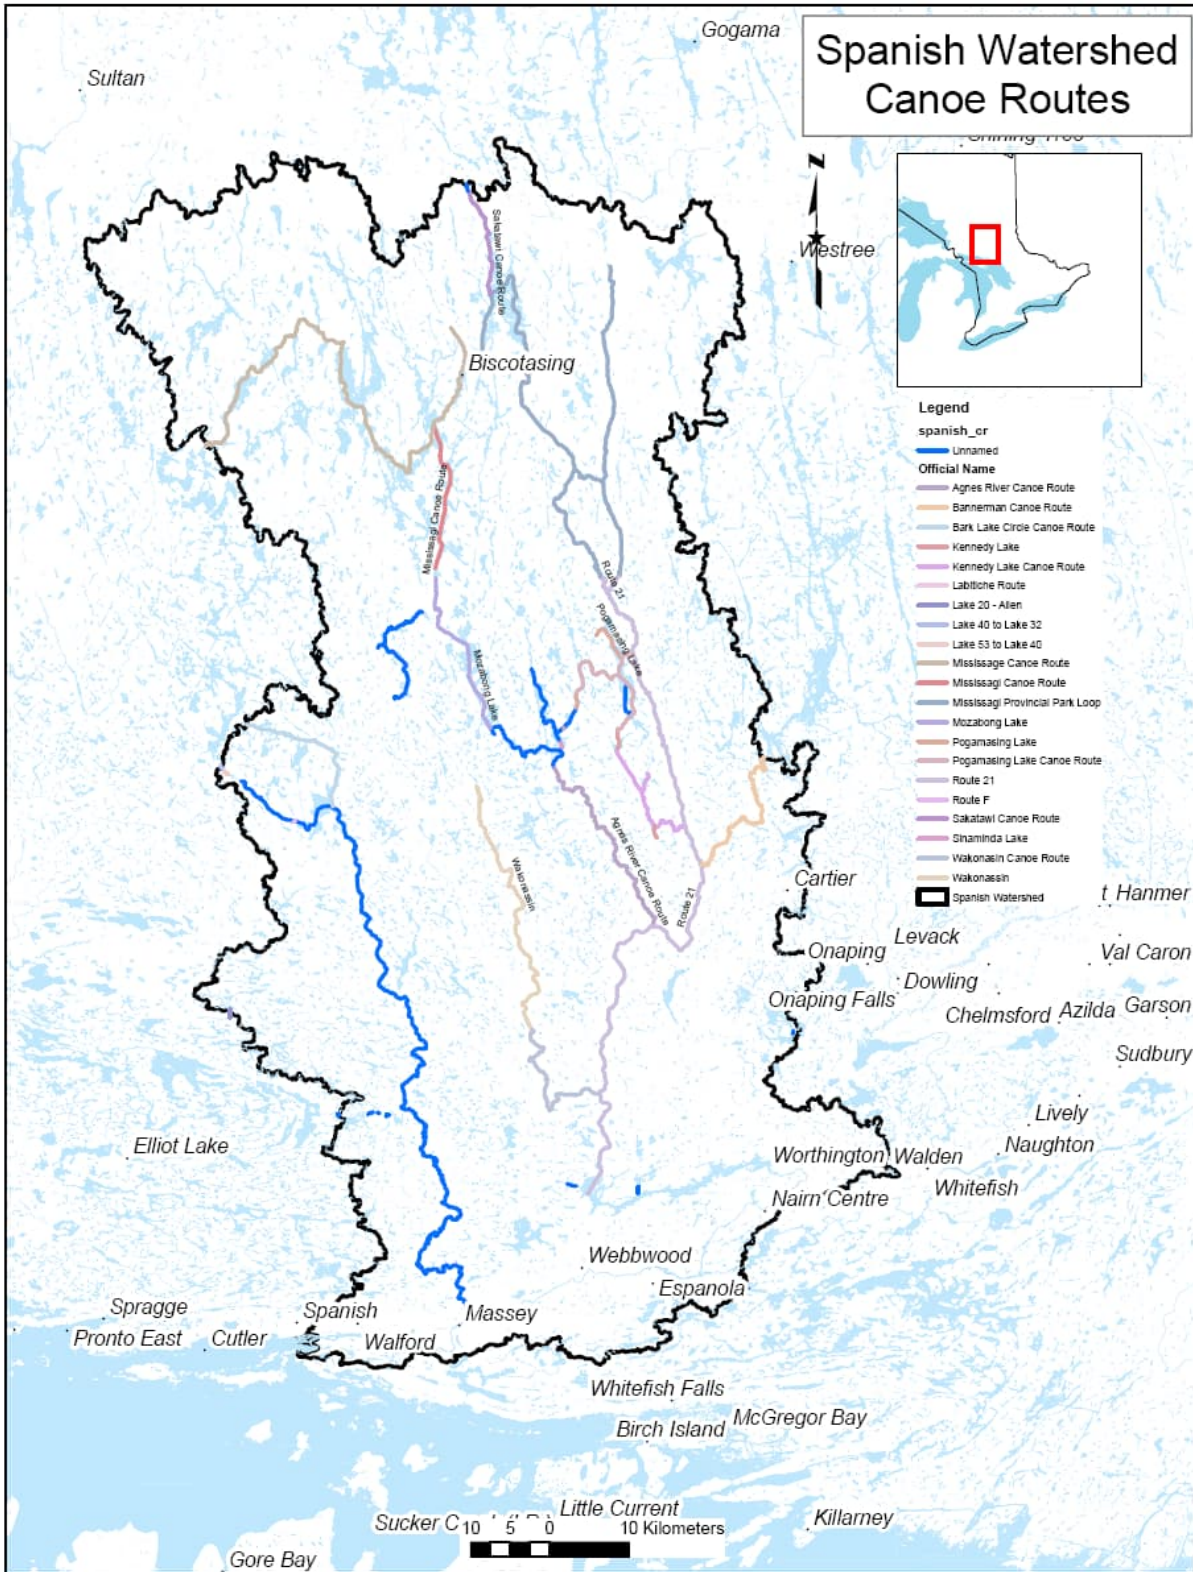 Gogama
Spanish Watershed
Canoe Routes
Sultan
Shining Tree
N
Westree
Sakatawi Canoe Route
Biscotasing
Mississagi Canoe Route
Route 21
Pogamasing Lake
Mozabong Lake
Agnes River Canoe Route
Wakonassin
Route 21
Legend
spanish_cr
Unnamed
Official Name
Agnes River Canoe Route
Bannerman Canoe Route
Bark Lake Circle Canoe Route
Kennedy Lake
Kennedy Lake Canoe Route
Labitiche Route
Lake 20 - Allen
Lake 40 to Lake 32
Lake 53 to Lake 40
Mississage Canoe Route
Mississagi Canoe Route
Mississagi Provincial Park Loop
Mozabong Lake
Pogamasing Lake
Pogamasing Lake Canoe Route
Route 21
Route F
Sakatawi Canoe Route
Sinaminda Lake
Wakonasin Canoe Route
Wakonassin
Spanish Watershed
Cartier
t Hanmer
Levack
Onaping
Val Caron
Dowling
Onaping Falls
Chelmsford
Azilda
Garson
Sudbury
Lively
Elliot Lake
Naughton
Worthington
Walden
Whitefish
Nairn Centre
Webbwood
Espanola
Spragge
Spanish
Massey
Pronto East
Cutler
Walford
Whitefish Falls
McGregor Bay
Birch Island
Little Current
Killarney
Sucker C
10 5 0 10 Kilometers
Gore Bay